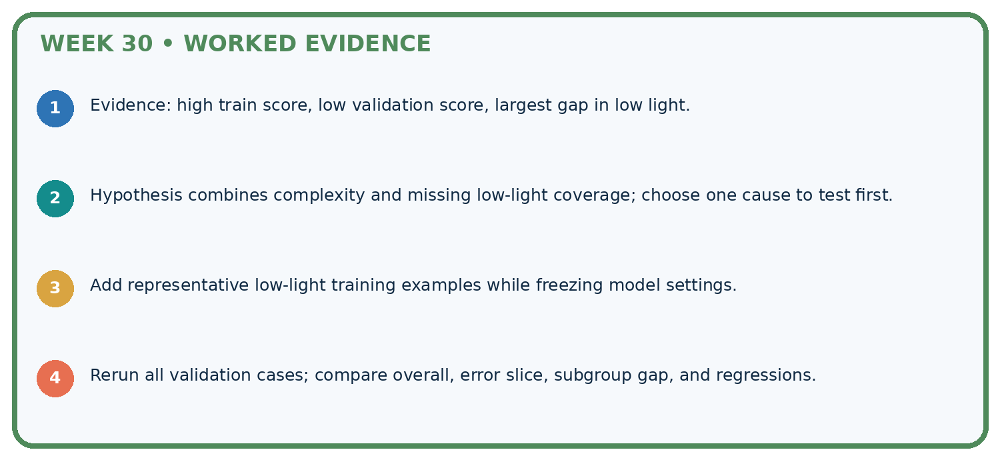 WEEK 30 • WORKED EVIDENCE
1 Evidence: high train score, low validation score, largest gap in low light.
2 Hypothesis combines complexity and missing low-light coverage; choose one cause to test first.
3 Add representative low-light training examples while freezing model settings.
4 Rerun all validation cases; compare overall, error slice, subgroup gap, and regressions.